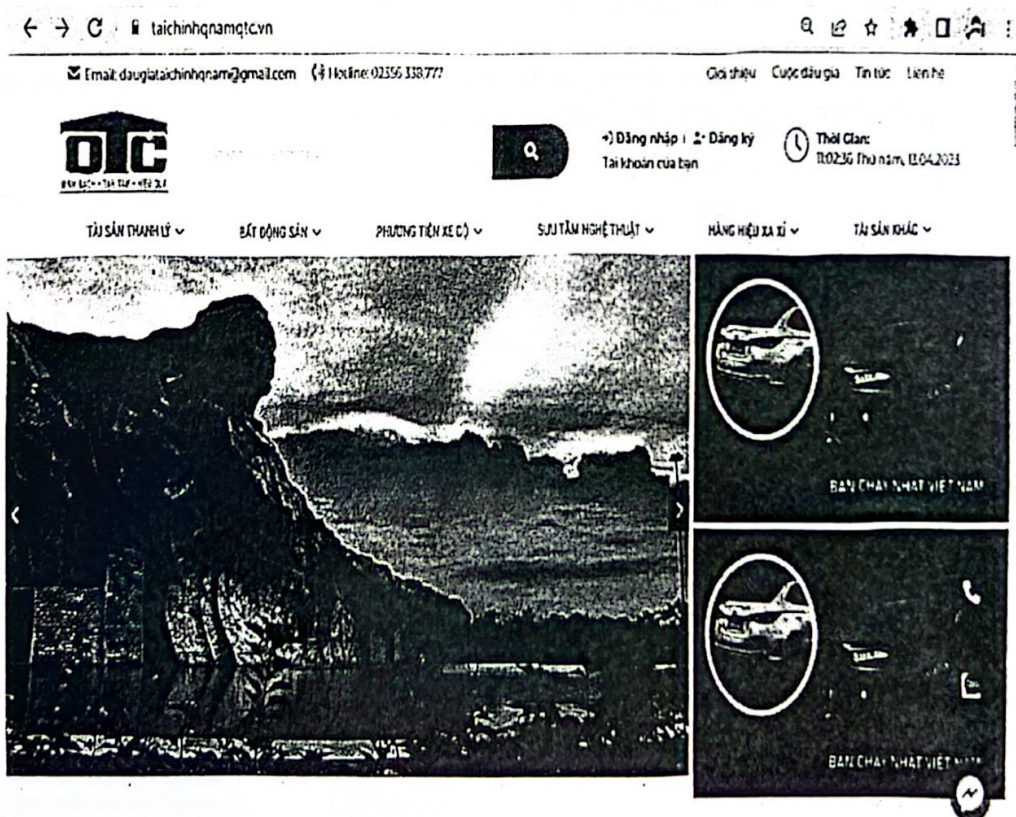 taichinhqnamqtc.vn
Email: daugiataichinhqnam@gmail.com Hotline: 02356 338.777 Giới thiệu Cuộc đấu giá Tin tức Liên hệ
QTC
Đăng nhập | Đăng ký
Tài khoản của bạn
Thời Gian:
11:02:36 Thứ năm, 13.04.2023
TÀI SẢN THANH LÝ BẤT ĐỘNG SẢN PHƯƠNG TIỆN XE CỘ SƯU TẦM NGHỆ THUẬT HÀNG HIỆU XA XỈ TÀI SẢN KHÁC
BÁN CHẠY NHẤT VIỆT NAM
BÁN CHẠY NHẤT VIỆT NAM